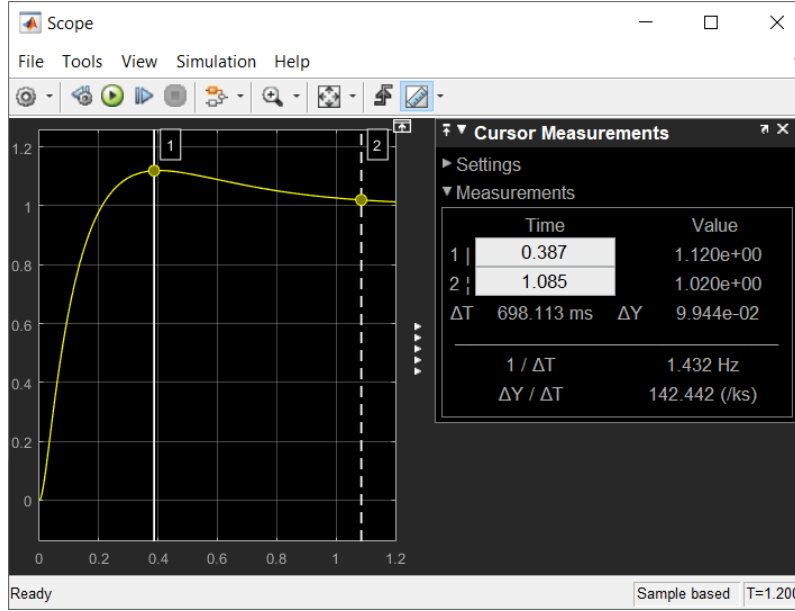 Scope
File Tools View Simulation Help
1
2
1.2
1
0.8
0.6
0.4
0.2
0
0 0.2 0.4 0.6 0.8 1 1.2
Cursor Measurements
Settings
Measurements
Time Value
1 | 0.387 1.120e+00
2 ¦ 1.085 1.020e+00
ΔT 698.113 ms ΔY 9.944e-02
1 / ΔT 1.432 Hz
ΔY / ΔT 142.442 (/ks)
Ready Sample based T=1.200